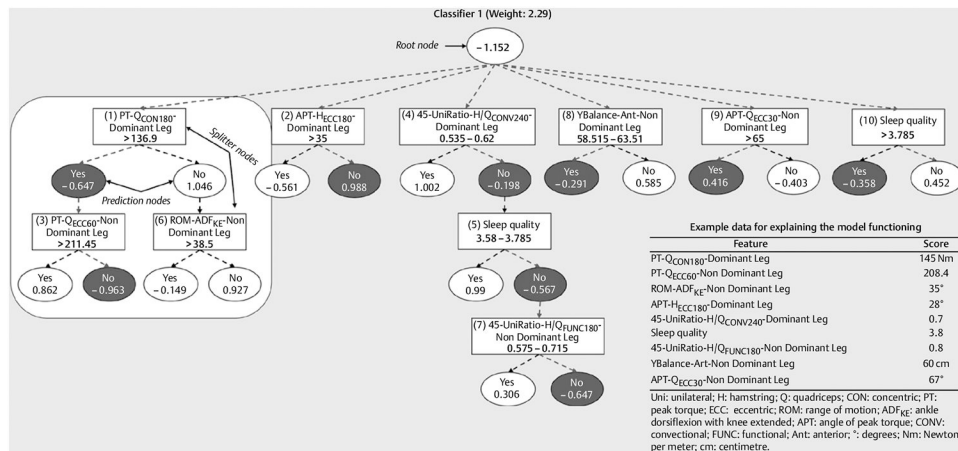 Classifier 1 (Weight: 2.29)
Root node
−1.152
(1) PT-QCON180-
Dominant Leg
>136.9
(2) APT-HECC180-
Dominant Leg
>35
(4) 45-UniRatio-H/QCONV240-
Dominant Leg
0.535–0.62
(8) YBalance-Ant-Non
Dominant Leg
58.515–63.51
(9) APT-QECC30-Non
Dominant Leg
>65
(10) Sleep quality
>3.785
Splitter nodes
Yes
−0.647
No
1.046
Yes
−0.561
No
0.988
Yes
1.002
No
−0.198
Yes
−0.291
No
0.585
Yes
0.416
No
−0.403
Yes
−0.358
No
0.452
Prediction nodes
(3) PT-QECC60-Non
Dominant Leg
>211.45
(6) ROM-ADFKE-Non
Dominant Leg
>38.5
(5) Sleep quality
3.58–3.785
Yes
0.862
No
−0.963
Yes
−0.149
No
0.927
Yes
0.99
No
−0.567
(7) 45-UniRatio-H/QFUNC180-
Non Dominant Leg
0.575–0.715
Yes
0.306
No
−0.647
Example data for explaining the model functioning
Feature Score
PT-QCON180-Dominant Leg 145 Nm
PT-QECC60-Non Dominant Leg 208.4
ROM-ADFKE-Non Dominant Leg 35°
APT-HECC180-Dominant Leg 28°
45-UniRatio-H/QCONV240-Dominant Leg 0.7
Sleep quality 3.8
45-UniRatio-H/QFUNC180-Non Dominant Leg 0.8
YBalance-Art-Non Dominant Leg 60 cm
APT-QECC30-Non Dominant Leg 67°
Uni: unilateral; H: hamstring; Q: quadriceps; CON: concentric; PT:
peak torque; ECC: eccentric; ROM: range of motion; ADFKE: ankle
dorsiflexion with knee extended; APT: angle of peak torque; CONV:
convectional; FUNC: functional; Ant: anterior; °: degrees; Nm: Newton
per meter; cm: centimetre.